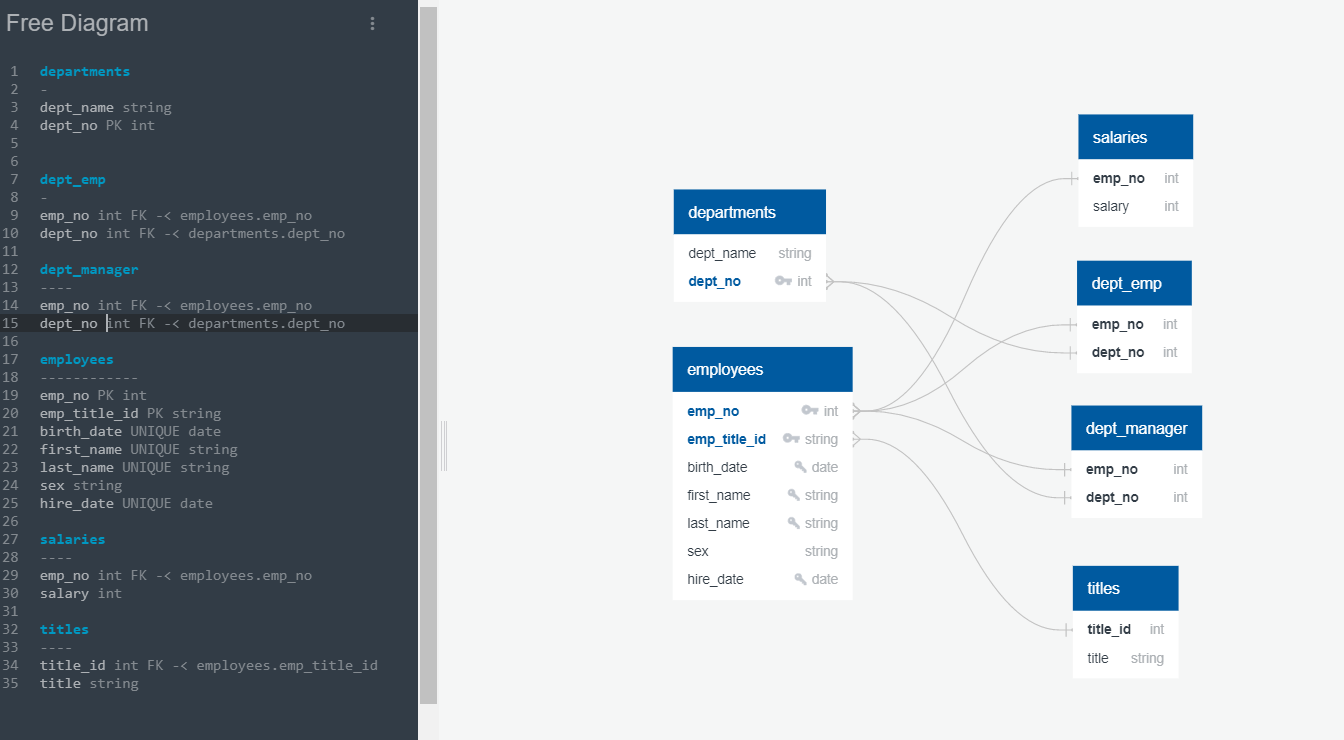 Free Diagram
1 departments
2 -
3 dept_name string
4 dept_no PK int
5
6
7 dept_emp
8 -
9 emp_no int FK -< employees.emp_no
10 dept_no int FK -< departments.dept_no
11
12 dept_manager
13 ----
14 emp_no int FK -< employees.emp_no
15 dept_no int FK -< departments.dept_no
16
17 employees
18 ------------
19 emp_no PK int
20 emp_title_id PK string
21 birth_date UNIQUE date
22 first_name UNIQUE string
23 last_name UNIQUE string
24 sex string
25 hire_date UNIQUE date
26
27 salaries
28 ----
29 emp_no int FK -< employees.emp_no
30 salary int
31
32 titles
33 ----
34 title_id int FK -< employees.emp_title_id
35 title string
departments
dept_name string
dept_no int
employees
emp_no int
emp_title_id string
birth_date date
first_name string
last_name string
sex string
hire_date date
salaries
emp_no int
salary int
dept_emp
emp_no int
dept_no int
dept_manager
emp_no int
dept_no int
titles
title_id int
title string